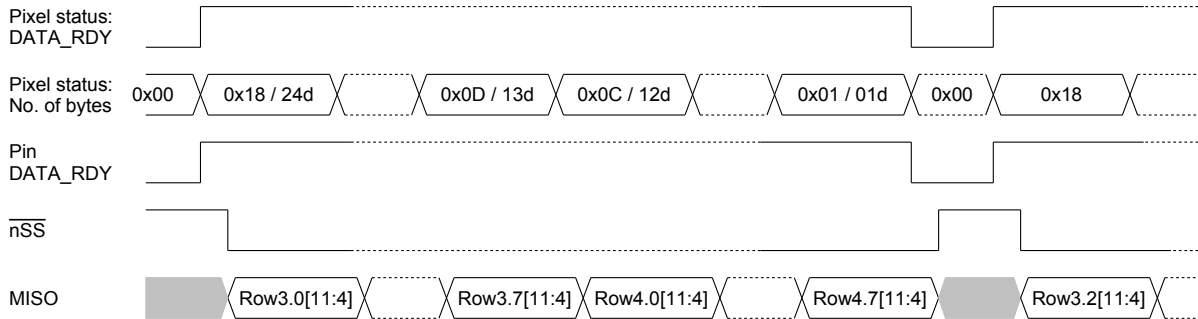 Pixel status:
DATA_RDY
Pixel status:
No. of bytes
0x00 0x18 / 24d 0x0D / 13d 0x0C / 12d 0x01 / 01d 0x00 0x18
Pin
DATA_RDY
nSS
MISO
Row3.0[11:4] Row3.7[11:4] Row4.0[11:4] Row4.7[11:4] Row3.2[11:4]